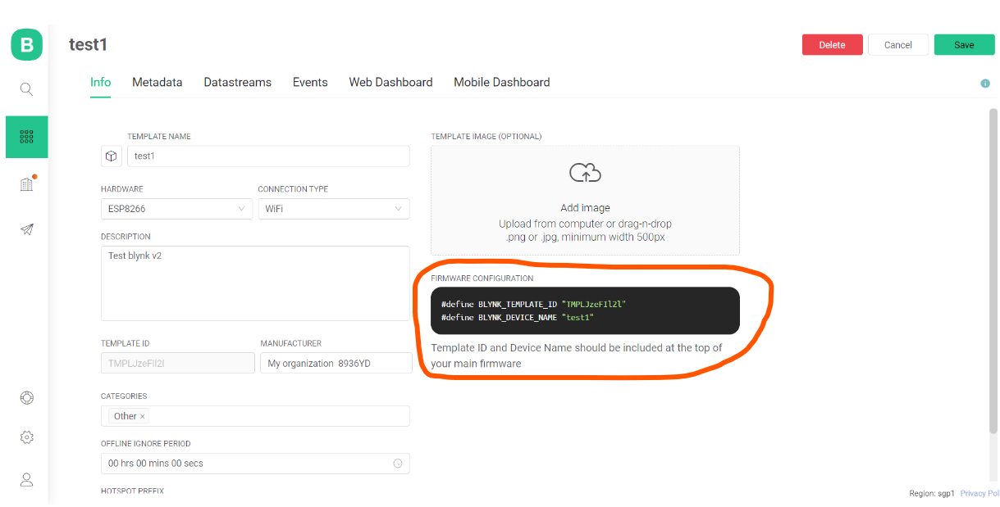 B
test1
Delete
Cancel
Save
Info
Metadata
Datastreams
Events
Web Dashboard
Mobile Dashboard
TEMPLATE NAME
test1
HARDWARE
CONNECTION TYPE
ESP8266
WiFi
DESCRIPTION
Test blynk v2
TEMPLATE ID
MANUFACTURER
TMPLJzeFIl2l
My organization 8936YD
CATEGORIES
Other ×
OFFLINE IGNORE PERIOD
00 hrs 00 mins 00 secs
HOTSPOT PREFIX
TEMPLATE IMAGE (OPTIONAL)
Add image
Upload from computer or drag-n-drop
.png or .jpg, minimum width 500px
FIRMWARE CONFIGURATION
#define BLYNK_TEMPLATE_ID "TMPLJzeFIl2l"
#define BLYNK_DEVICE_NAME "test1"
Template ID and Device Name should be included at the top of
your main firmware
Region: sgp1 Privacy Pol